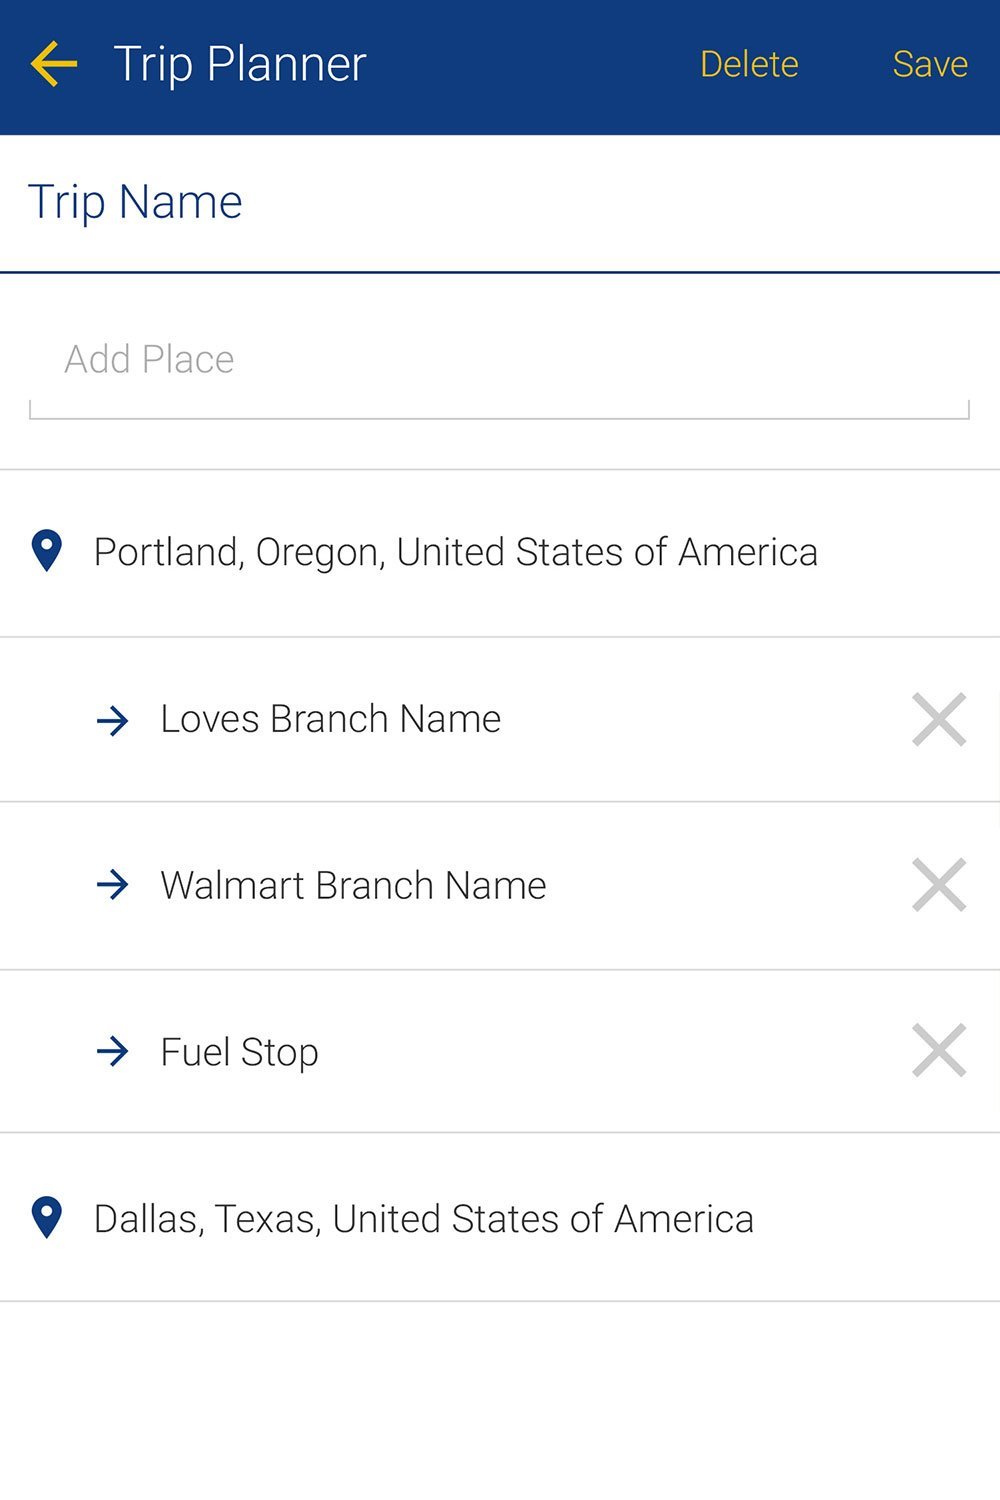 Trip Planner Delete Save
Trip Name
Add Place
Portland, Oregon, United States of America
Loves Branch Name
Walmart Branch Name
Fuel Stop
Dallas, Texas, United States of America